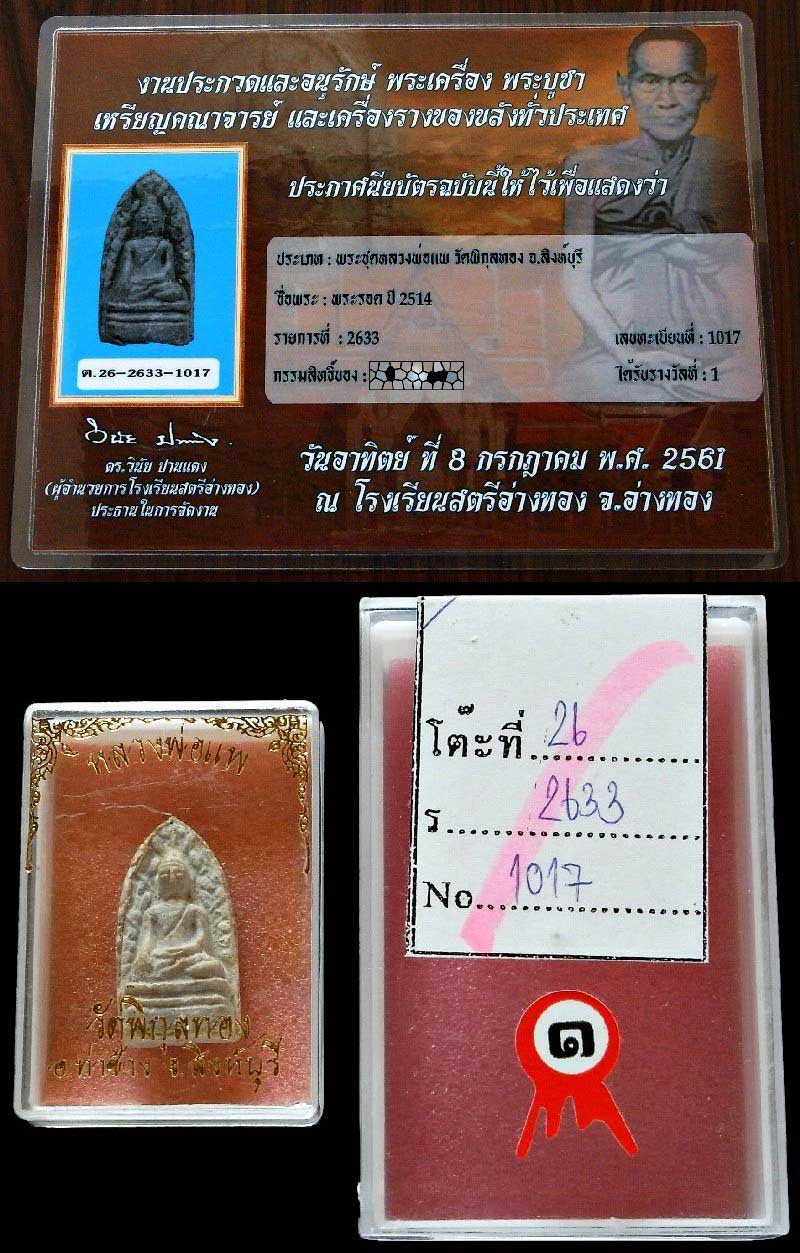 งานประกวดและอนุรักษ์ พระเครื่อง พระบูชา
เหรียญคณาจารย์ และเครื่องรางของขลังทั่วประเทศ
ประกาศนียบัตรฉบับนี้ให้ไว้เพื่อแสดงว่า
ประเภท : พระชุดหลวงพ่อแพ วัดพิกุลทอง จ.สิงห์บุรี
ชื่อพระ : พระรอด ปี 2514
รายการที่ : 2633 เลขทะเบียนที่ : 1017
กรรมสิทธิ์ของ : ได้รับรางวัลที่ : 1
ต.26-2633-1017
ดร.วินัย ปานแดง
(ผู้อำนวยการโรงเรียนสตรีอ่างทอง)
ประธานในการจัดงาน
วันอาทิตย์ ที่ 8 กรกฎาคม พ.ศ. 2561
ณ โรงเรียนสตรีอ่างทอง จ.อ่างทอง
หลวงพ่อแพ
วัดพิกุลทอง
อ.ท่าช้าง จ.สิงห์บุรี
โต๊ะที่ 26
ร 2633
No 1017
๑